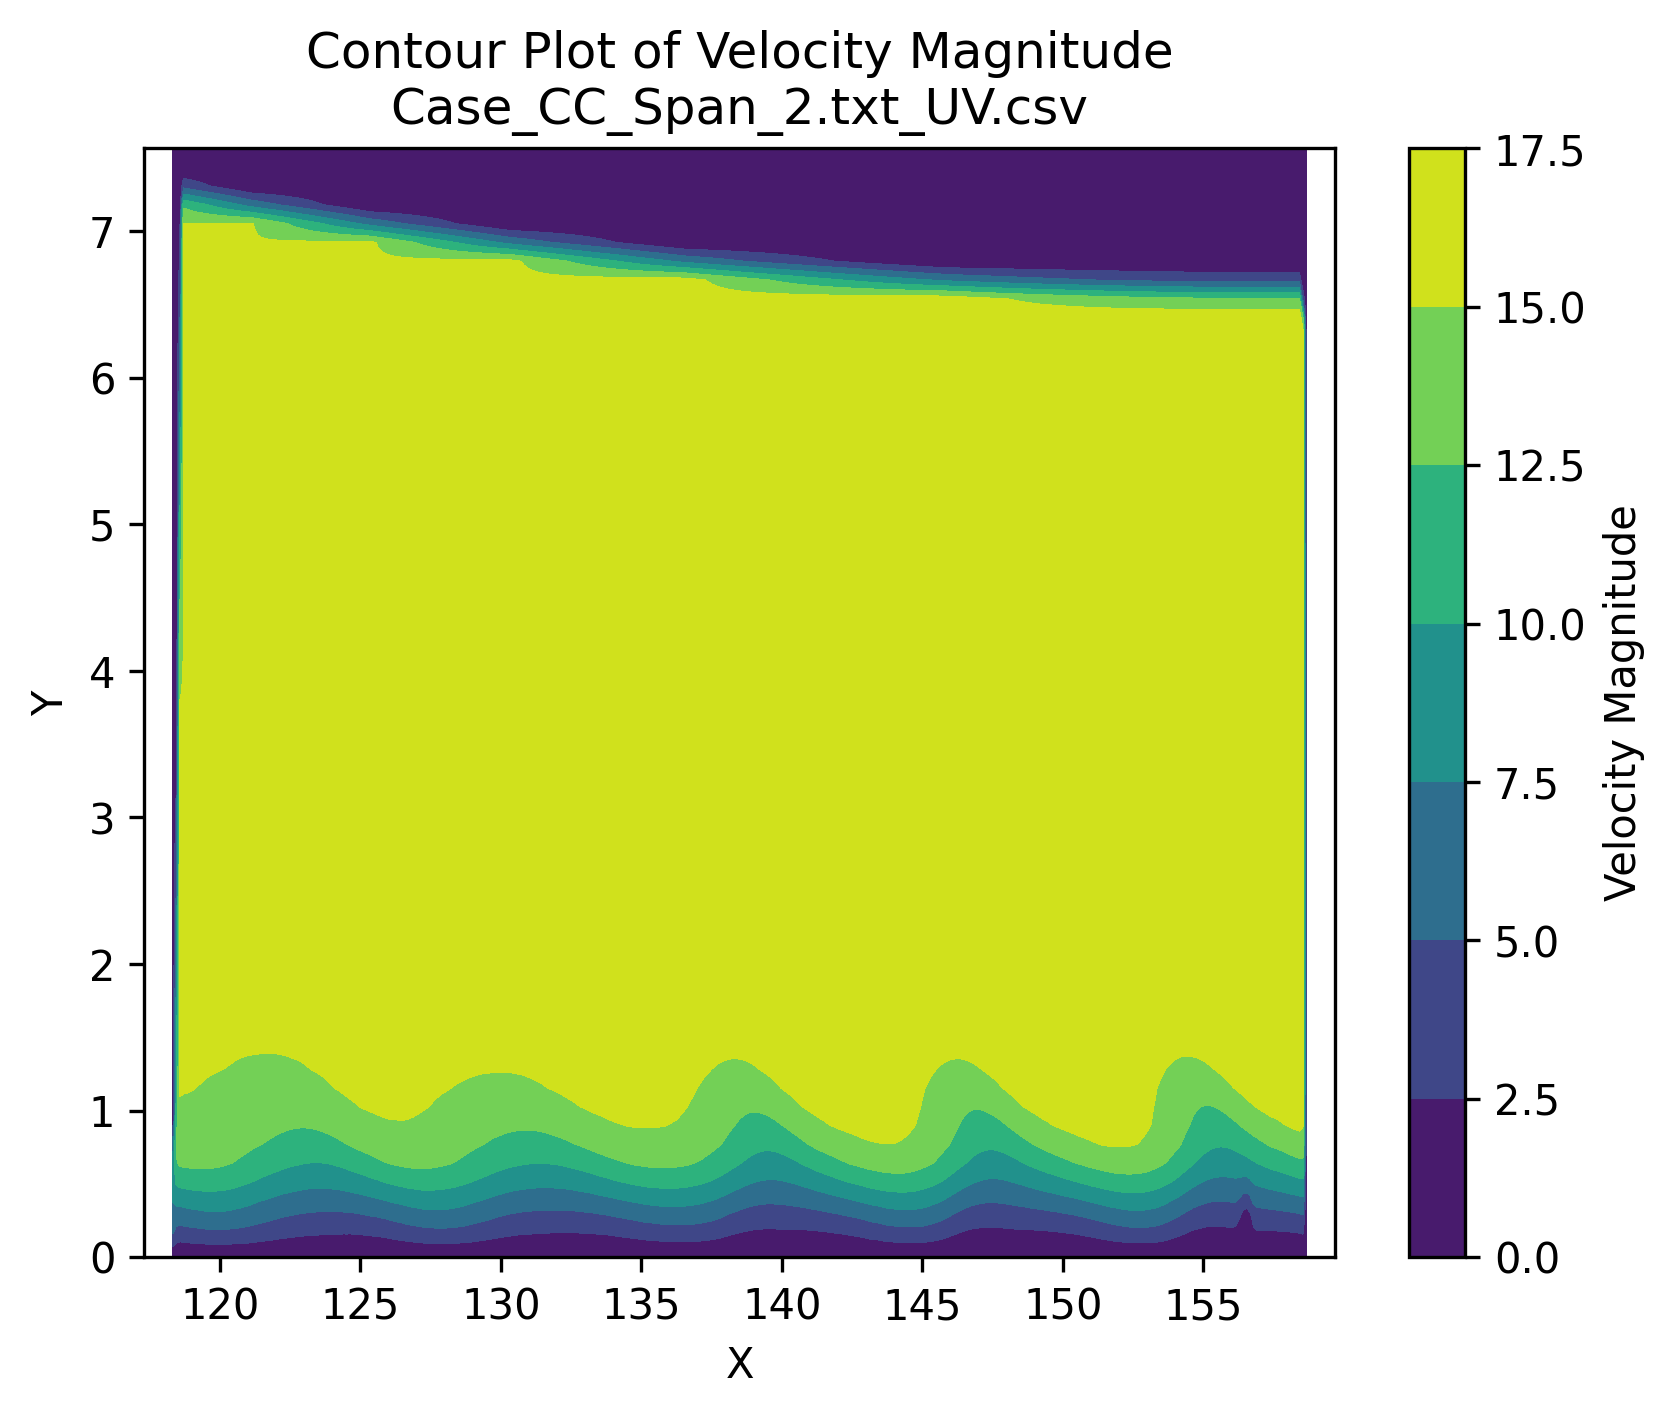 Contour Plot of Velocity Magnitude
Case_CC_Span_2.txt_UV.csv
7
6
5
4
3
2
1
0
Y
120 125 130 135 140 145 150 155
X
17.5
15.0
12.5
10.0
7.5
5.0
2.5
0.0
Velocity Magnitude